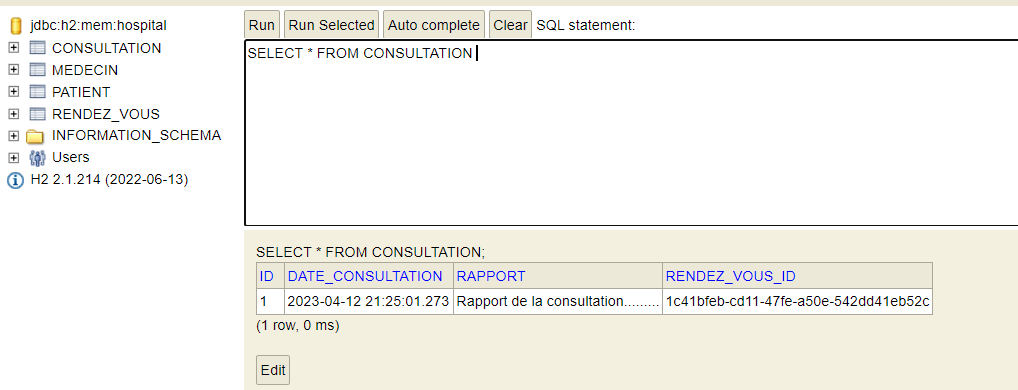 jdbc:h2:mem:hospital
CONSULTATION
MEDECIN
PATIENT
RENDEZ_VOUS
INFORMATION_SCHEMA
Users
H2 2.1.214 (2022-06-13)
Run Run Selected Auto complete Clear SQL statement:
SELECT * FROM CONSULTATION
SELECT * FROM CONSULTATION;
ID DATE_CONSULTATION RAPPORT RENDEZ_VOUS_ID
1 2023-04-12 21:25:01.273 Rapport de la consultation......... 1c41bfeb-cd11-47fe-a50e-542dd41eb52c
(1 row, 0 ms)
Edit